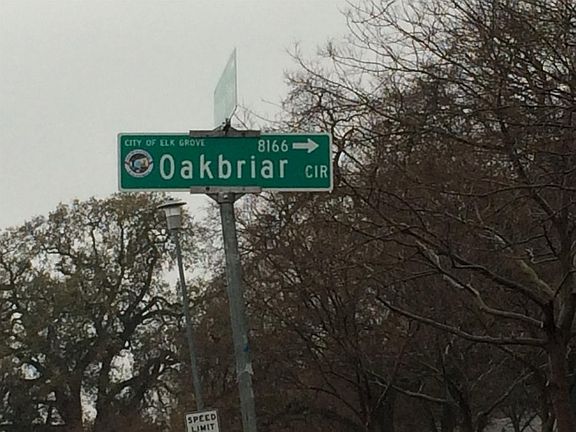 CITY OF ELK GROVE 8166 →
Oakbriar CIR
SPEED
LIMIT